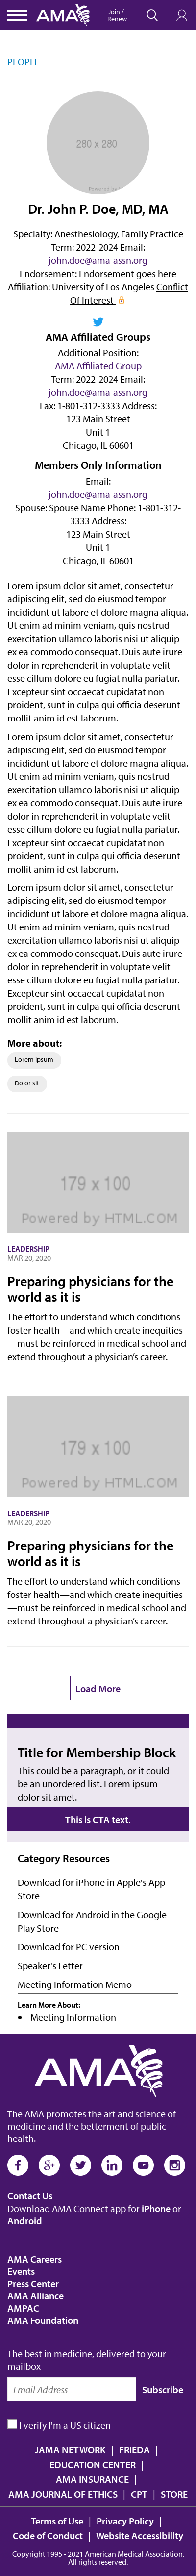 AMA
Join /
Renew
PEOPLE
280 x 280
Powered by
Dr. John P. Doe, MD, MA
Specialty: Anesthesiology, Family Practice
Term: 2022-2024 Email:
john.doe@ama-assn.org
Endorsement: Endorsement goes here
Affiliation: University of Los Angeles Conflict
Of Interest
AMA Affiliated Groups
Additional Position:
AMA Affiliated Group
Term: 2022-2024 Email:
john.doe@ama-assn.org
Fax: 1-801-312-3333 Address:
123 Main Street
Unit 1
Chicago, IL 60601
Members Only Information
Email:
john.doe@ama-assn.org
Spouse: Spouse Name Phone: 1-801-312-
3333 Address:
123 Main Street
Unit 1
Chicago, IL 60601
Lorem ipsum dolor sit amet, consectetur
adipiscing elit, sed do eiusmod tempor
incididunt ut labore et dolore magna aliqua.
Ut enim ad minim veniam, quis nostrud
exercitation ullamco laboris nisi ut aliquip
ex ea commodo consequat. Duis aute irure
dolor in reprehenderit in voluptate velit
esse cillum dolore eu fugiat nulla pariatur.
Excepteur sint occaecat cupidatat non
proident, sunt in culpa qui officia deserunt
mollit anim id est laborum.
Lorem ipsum dolor sit amet, consectetur
adipiscing elit, sed do eiusmod tempor
incididunt ut labore et dolore magna aliqua.
Ut enim ad minim veniam, quis nostrud
exercitation ullamco laboris nisi ut aliquip
ex ea commodo consequat. Duis aute irure
dolor in reprehenderit in voluptate velit
esse cillum dolore eu fugiat nulla pariatur.
Excepteur sint occaecat cupidatat non
proident, sunt in culpa qui officia deserunt
mollit anim id est laborum.
Lorem ipsum dolor sit amet, consectetur
adipiscing elit, sed do eiusmod tempor
incididunt ut labore et dolore magna aliqua.
Ut enim ad minim veniam, quis nostrud
exercitation ullamco laboris nisi ut aliquip
ex ea commodo consequat. Duis aute irure
dolor in reprehenderit in voluptate velit
esse cillum dolore eu fugiat nulla pariatur.
Excepteur sint occaecat cupidatat non
proident, sunt in culpa qui officia deserunt
mollit anim id est laborum.
More about:
Lorem ipsum
Dolor sit
179 x 100
Powered by HTML.COM
LEADERSHIP
MAR 20, 2020
Preparing physicians for the
world as it is
The effort to understand which conditions
foster health—and which create inequities
—must be reinforced in medical school and
extend throughout a physician's career.
179 x 100
Powered by HTML.COM
LEADERSHIP
MAR 20, 2020
Preparing physicians for the
world as it is
The effort to understand which conditions
foster health—and which create inequities
—must be reinforced in medical school and
extend throughout a physician's career.
Load More
Title for Membership Block
This could be a paragraph, or it could
be an unordered list. Lorem ipsum
dolor sit amet.
This is CTA text.
Category Resources
Download for iPhone in Apple's App
Store
Download for Android in the Google
Play Store
Download for PC version
Speaker's Letter
Meeting Information Memo
Learn More About:
• Meeting Information
AMA
The AMA promotes the art and science of
medicine and the betterment of public
health.
Contact Us
Download AMA Connect app for iPhone or
Android
AMA Careers
Events
Press Center
AMA Alliance
AMPAC
AMA Foundation
The best in medicine, delivered to your
mailbox
Email Address Subscribe
I verify I'm a US citizen
JAMA NETWORK | FRIEDA |
EDUCATION CENTER |
AMA INSURANCE |
AMA JOURNAL OF ETHICS | CPT | STORE
Terms of Use | Privacy Policy |
Code of Conduct | Website Accessibility
Copyright 1995 - 2021 American Medical Association.
All rights reserved.